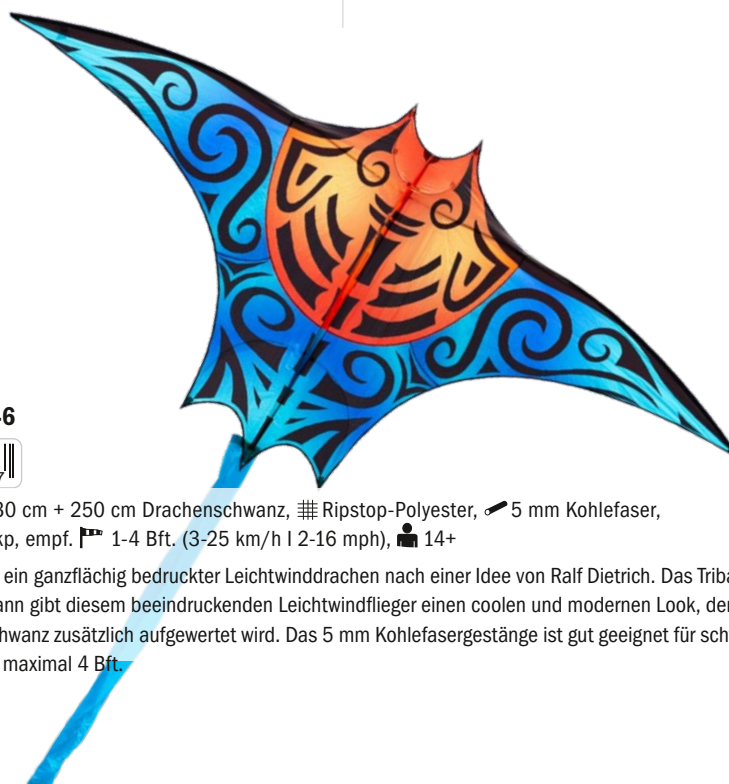 46
7
30 cm + 250 cm Drachenschwanz, Ripstop-Polyester, 5 mm Kohlefaser,
kp, empf. 1-4 Bft. (3-25 km/h I 2-16 mph), 14+
ein ganzflächig bedruckter Leichtwinddrachen nach einer Idee von Ralf Dietrich. Das Triba
ann gibt diesem beeindruckenden Leichtwindflieger einen coolen und modernen Look, der
hwanz zusätzlich aufgewertet wird. Das 5 mm Kohlefasergestänge ist gut geeignet für sch
maximal 4 Bft.